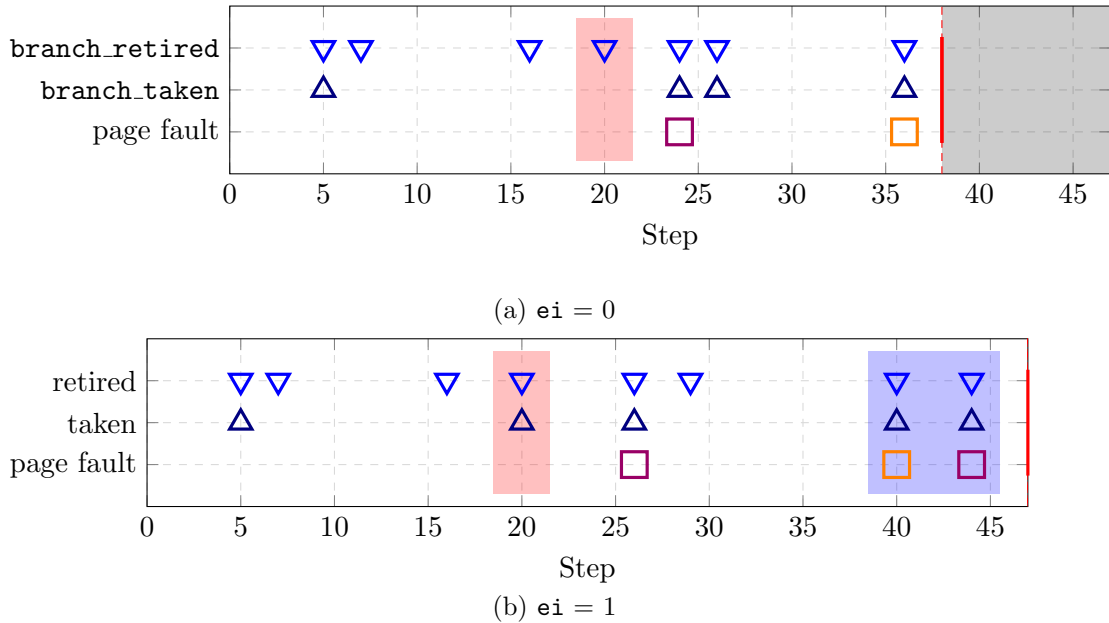 branch_retired
branch_taken
page fault
0 5 10 15 20 25 30 35 40 45
Step
(a) ei = 0
retired
taken
page fault
0 5 10 15 20 25 30 35 40 45
Step
(b) ei = 1